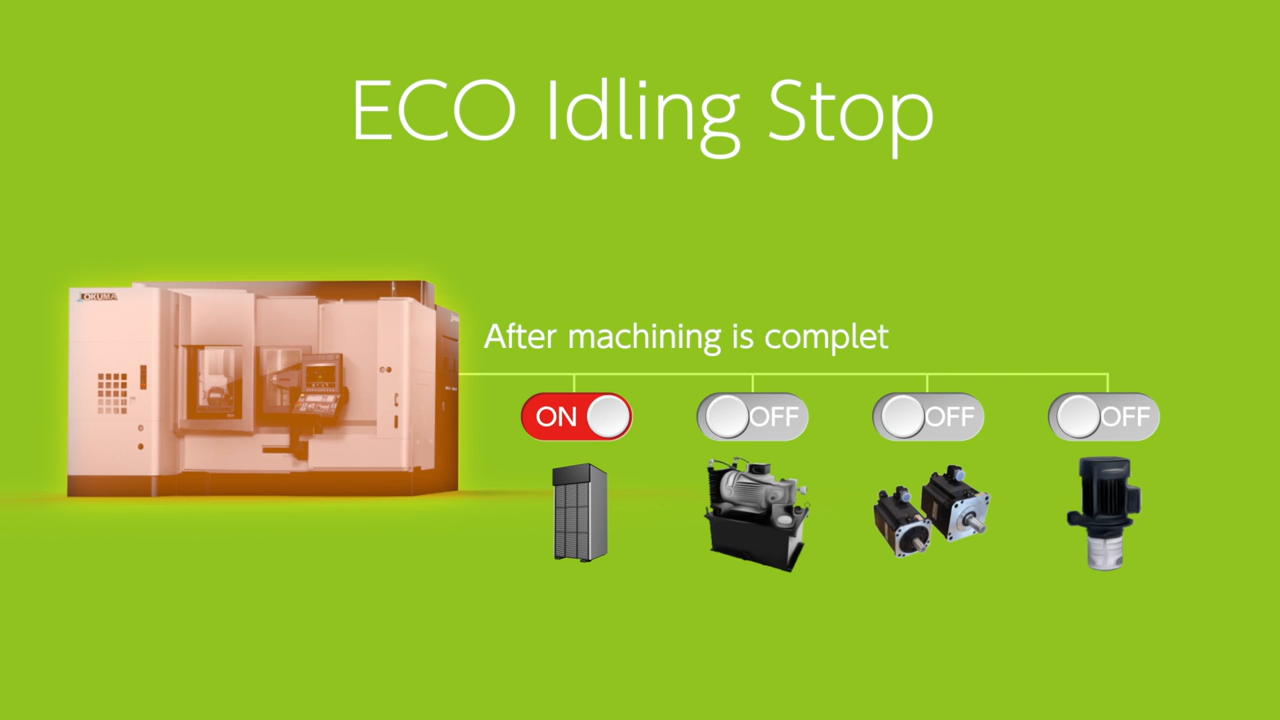 ECO Idling Stop
OKUMA
After machining is complet
ON
OFF
OFF
OFF